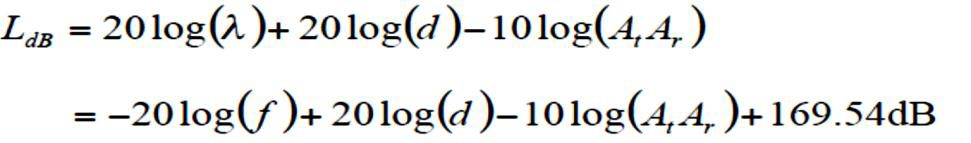 L_dB = 20log(λ)+ 20log(d)−10log(A_t A_r)
= −20log(f)+ 20log(d)−10log(A_t A_r)+169.54dB